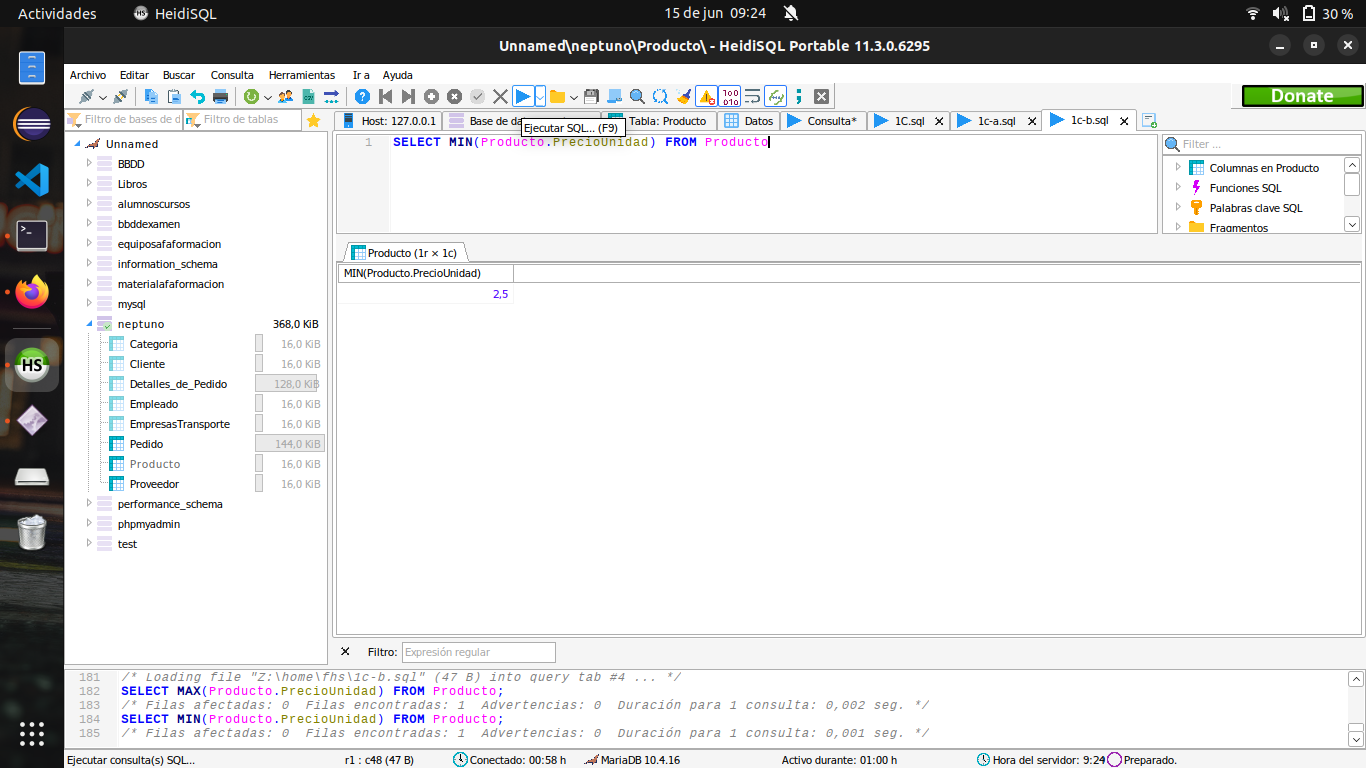 Actividades HeidiSQL 15 de jun 09:24 30 %
Unnamed\neptuno\Producto\ - HeidiSQL Portable 11.3.0.6295
Archivo Editar Buscar Consulta Herramientas Ir a Ayuda
Donate
Filtro de bases de d Filtro de tablas Host: 127.0.0.1 Base de da Tabla: Producto Datos Consulta* 1C.sql 1c-a.sql 1c-b.sql
Ejecutar SQL... (F9)
1 SELECT MIN(Producto.PrecioUnidad) FROM Producto
Filter ...
Columnas en Producto
Funciones SQL
Palabras clave SQL
Fragmentos
Unnamed
BBDD
Libros
alumnoscursos
bbddexamen
equiposafaformacion
information_schema
materialafaformacion
mysql
neptuno 368,0 KiB
Categoria 16,0 KiB
Cliente 16,0 KiB
Detalles_de_Pedido 128,0 KiB
Empleado 16,0 KiB
EmpresasTransporte 16,0 KiB
Pedido 144,0 KiB
Producto 16,0 KiB
Proveedor 16,0 KiB
performance_schema
phpmyadmin
test
Producto (1r × 1c)
MIN(Producto.PrecioUnidad)
2,5
Filtro: Expresión regular
181 /* Loading file "Z:\home\fhs\1c-b.sql" (47 B) into query tab #4 ... */
182 SELECT MAX(Producto.PrecioUnidad) FROM Producto;
183 /* Filas afectadas: 0 Filas encontradas: 1 Advertencias: 0 Duración para 1 consulta: 0,002 seg. */
184 SELECT MIN(Producto.PrecioUnidad) FROM Producto;
185 /* Filas afectadas: 0 Filas encontradas: 1 Advertencias: 0 Duración para 1 consulta: 0,001 seg. */
Ejecutar consulta(s) SQL... r1 : c48 (47 B) Conectado: 00:58 h MariaDB 10.4.16 Activo durante: 01:00 h Hora del servidor: 9:24 Preparado.